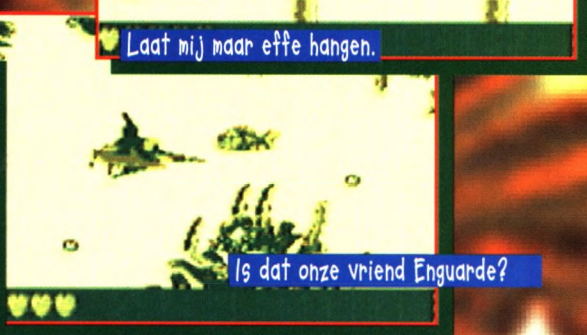 Laat mij maar effe hangen.
Is dat onze vriend Enguarde?